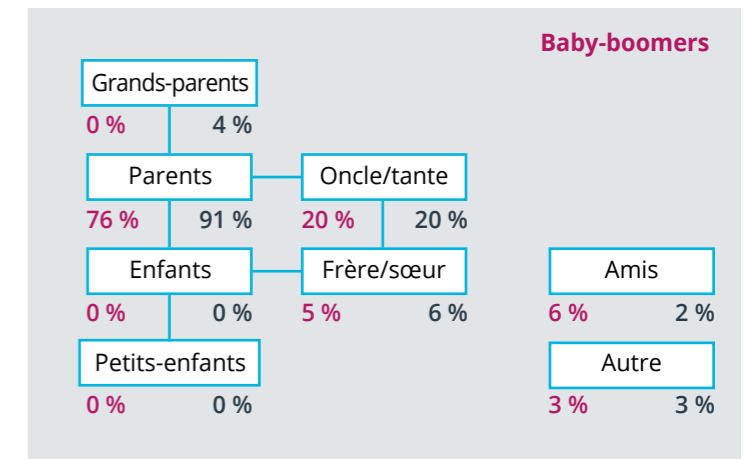 Baby-boomers
Grands-parents
0 % 4 %
Parents Oncle/tante
76 % 91 % 20 % 20 %
Enfants Frère/sœur Amis
0 % 0 % 5 % 6 % 6 % 2 %
Petits-enfants Autre
0 % 0 % 3 % 3 %